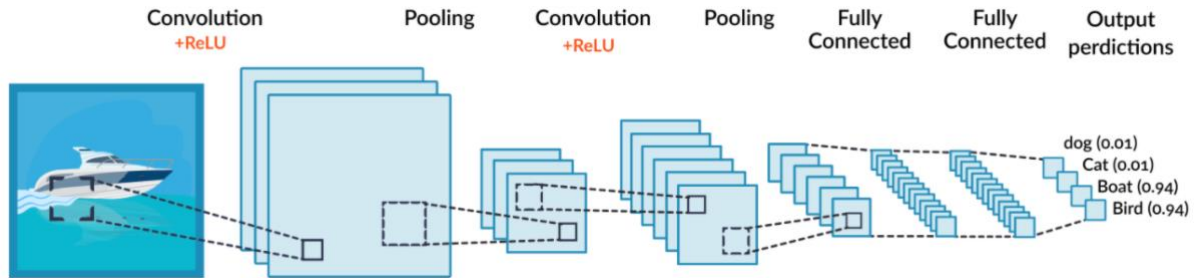 Convolution
+ReLU
Pooling
Convolution
+ReLU
Pooling
Fully
Connected
Fully
Connected
Output
perdictions
dog (0.01)
Cat (0.01)
Boat (0.94)
Bird (0.94)